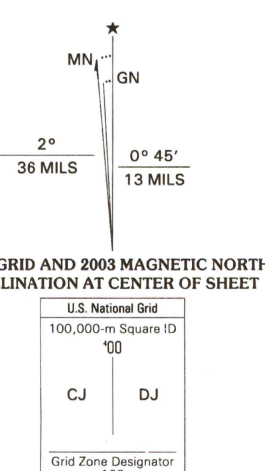 MN
GN
2°
36 MILS
0° 45′
13 MILS
GRID AND 2003 MAGNETIC NORTH
LINATION AT CENTER OF SHEET
U.S. National Grid
100,000-m Square ID
⁴00
CJ DJ
Grid Zone Designator